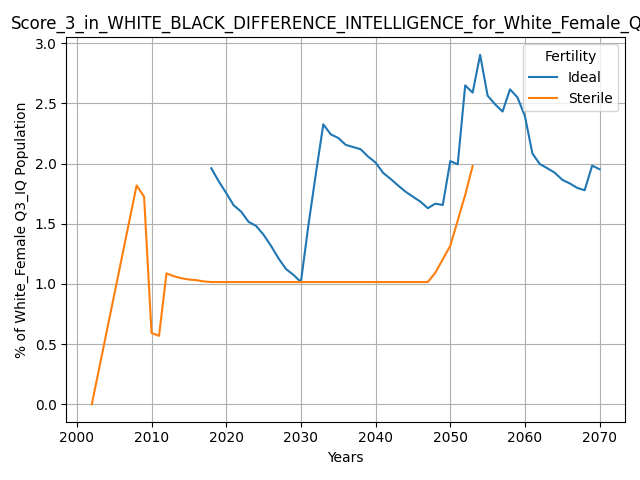 Score_3_in_WHITE_BLACK_DIFFERENCE_INTELLIGENCE_for_White_Female_Q
3.0
2.5
2.0
1.5
1.0
0.5
0.0
% of White_Female Q3_IQ Population
Fertility
Ideal
Sterile
2000 2010 2020 2030 2040 2050 2060 2070
Years